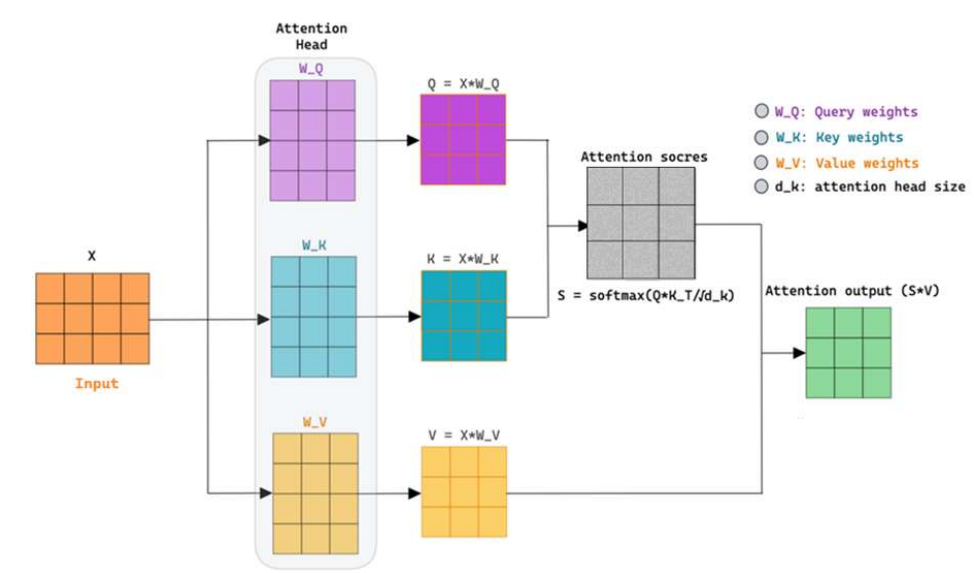 Attention
Head
W_Q
Q = X*W_Q
W_Q: Query weights
W_K: Key weights
W_V: Value weights
d_k: attention head size
Attention socres
X
W_K
K = X*W_K
S = softmax(Q*K_T/√d_k)
Attention output (S*V)
Input
W_V
V = X*W_V